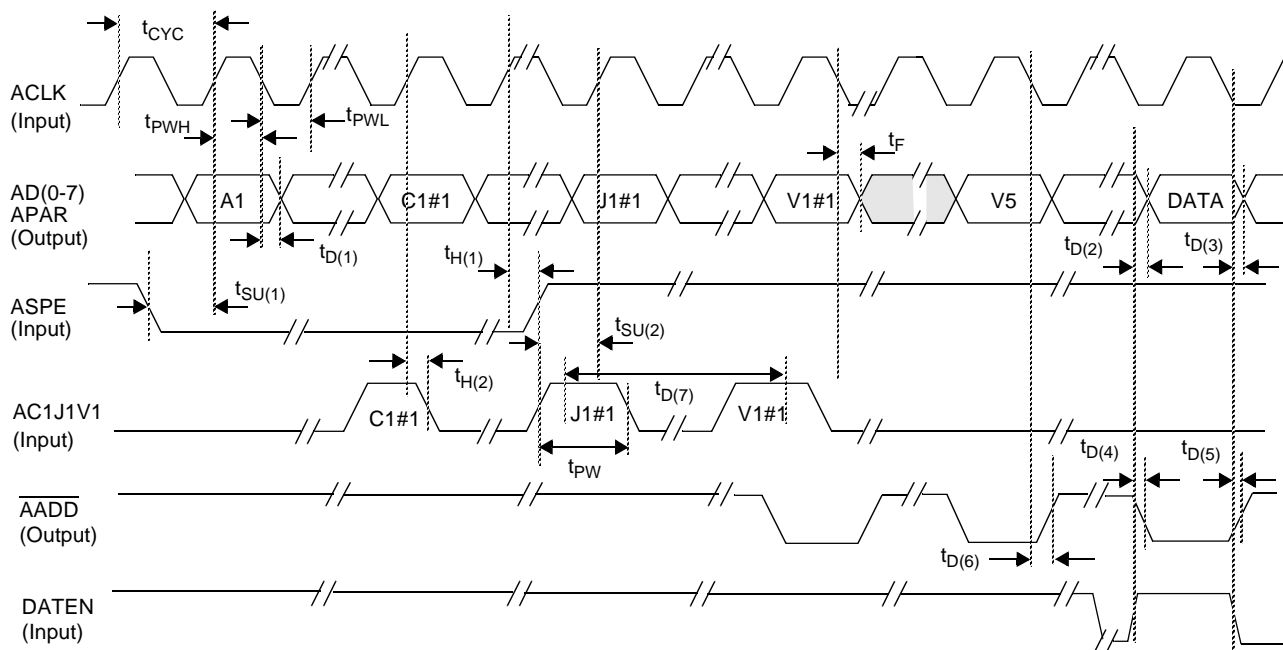 tCYC
ACLK
(Input)
tPWH
tPWL
tF
AD(0-7)
APAR
(Output)
A1
C1#1
J1#1
V1#1
V5
DATA
tD(1)
tH(1)
tD(2)
tD(3)
ASPE
(Input)
tSU(1)
tSU(2)
AC1J1V1
(Input)
tH(2)
tD(7)
C1#1
J1#1
V1#1
tPW
tD(4)
tD(5)
AADD
(Output)
tD(6)
DATEN
(Input)